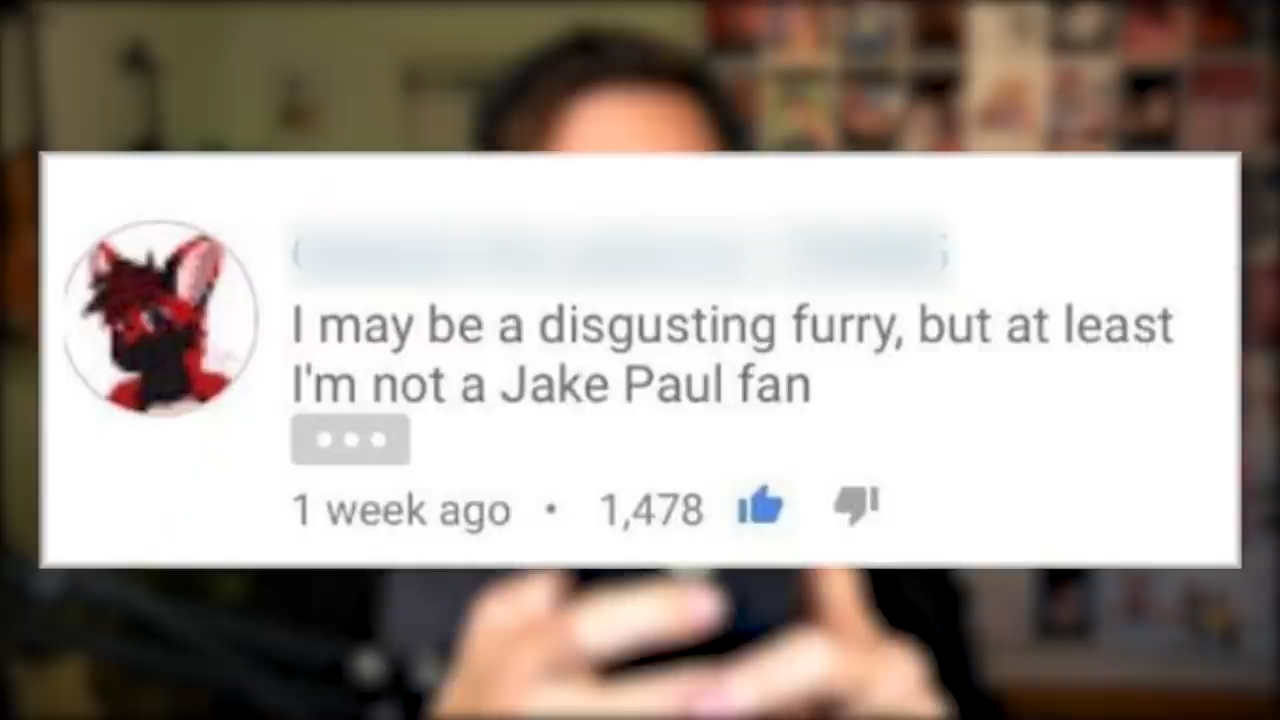 I may be a disgusting furry, but at least
I'm not a Jake Paul fan
1 week ago • 1,478